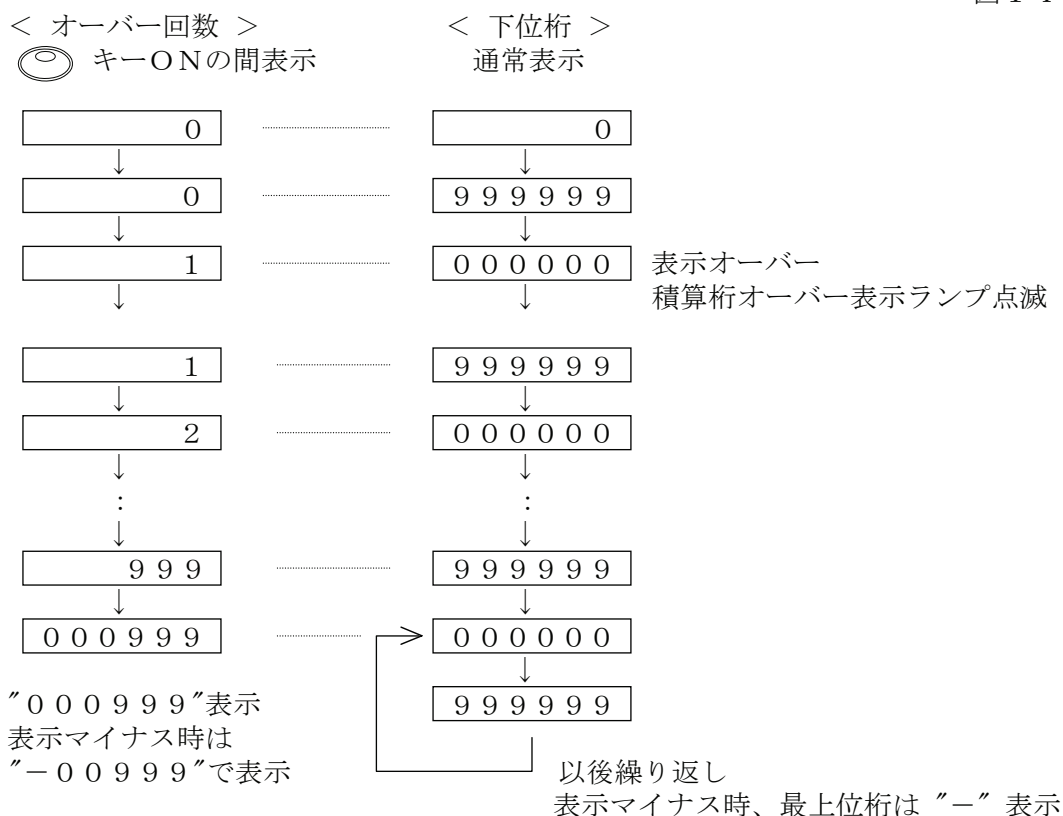 ＜ オーバー回数 ＞ ＜ 下位桁 ＞
キーＯＮの間表示 通常表示
０ ０
↓ ↓
０ ９９９９９９
↓ ↓
１ ００００００ 表示オーバー
↓ ↓ 積算桁オーバー表示ランプ点滅
１ ９９９９９９
↓ ↓
２ ００００００
↓ ↓
： ：
↓ ↓
９９９ ９９９９９９
↓ ↓
０００９９９ ００００００
↓
″０００９９９″表示 ９９９９９９
表示マイナス時は
″－００９９９″で表示 以後繰り返し
表示マイナス時、最上位桁は ″－″ 表示